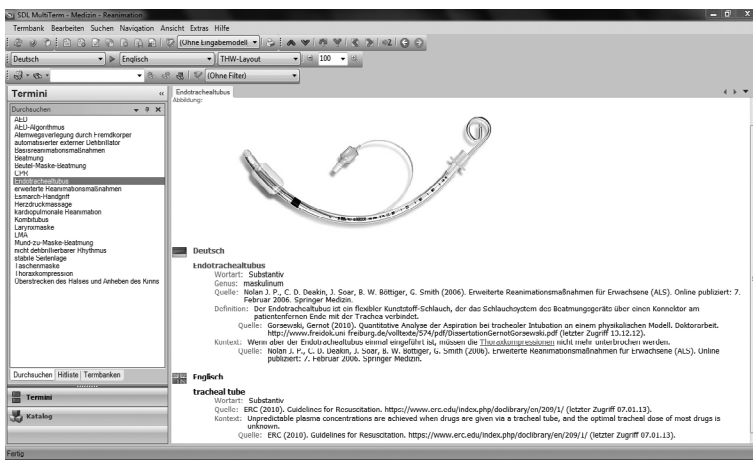 SDL MultiTerm - Medizin - Reanimation
Termbank Bearbeiten Suchen Navigation Ansicht Extras Hilfe
(Ohne Eingabemodell
Deutsch Englisch THW-Layout 100
(Ohne Filter)
Termini
Durchsuchen
AED
AED-Algorithmus
Atemwegsverlegung durch Fremdkorper
automatisierter externer Defibrillator
Basisreanimationsmaßnahmen
Beatmung
Beutel-Maske-Beatmung
CPR
Endotrachealtubus
erweiterte Reanimationsmaßnahmen
Esmarch-Handgriff
Herzdruckmassage
kardiopulmonale Reanimation
Kombitubus
Larynxmaske
LMA
Mund-zu-Maske-Beatmung
nicht defibrillierbarer Rhythmus
stabile Seitenlage
Taschenmaske
Thoraxkompression
Überstrecken des Halses und Anheben des Kinns
Durchsuchen Hitliste Termbanken
Termini
Katalog
Fertig
Endotrachealtubus
Abbildung:
Deutsch
Endotrachealtubus
Wortart: Substantiv
Genus: maskulinum
Quelle: Nolan J. P., C. D. Deakin, J. Soar, B. W. Böttiger, G. Smith (2006). Erweiterte Reanimationsmaßnahmen für Erwachsene (ALS). Online publiziert: 7.
Februar 2006. Springer Medizin.
Definition: Der Endotrachealtubus ist ein flexibler Kunststoff-Schlauch, der das Schlauchsystem des Beatmungsgeräts über einen Konnektor am
patientenfernen Ende mit der Trachea verbindet.
Quelle: Gorsewski, Gernot (2010). Quantitative Analyse der Aspiration bei trachealer Intubation an einem physikalischen Modell. Doktorarbeit.
http://www.freidok.uni freiburg.de/volltexte/574/pdf/DissertationGernotGorsewski.pdf (letzter Zugriff 13.12.12).
Kontext: Wenn aber der Endotrachealtubus einmal eingeführt ist, müssen die Thoraxkompressionen nicht mehr unterbrochen werden.
Quelle: Nolan J. P., C. D. Deakin, J. Soar, B. W. Böttiger, G. Smith (2006). Erweiterte Reanimationsmaßnahmen für Erwachsene (ALS). Online
publiziert: 7. Februar 2006. Springer Medizin.
Englisch
tracheal tube
Wortart: Substantiv
Quelle: ERC (2010). Guidelines for Resuscitation. https://www.erc.edu/index.php/doclibrary/en/209/1/ (letzter Zugriff 07.01.13).
Kontext: Unpredictable plasma concentrations are achieved when drugs are given via a tracheal tube, and the optimal tracheal dose of most drugs is
unknown.
Quelle: ERC (2010). Guidelines for Resuscitation. https://www.erc.edu/index.php/doclibrary/en/209/1/ (letzter Zugriff 07.01.13).